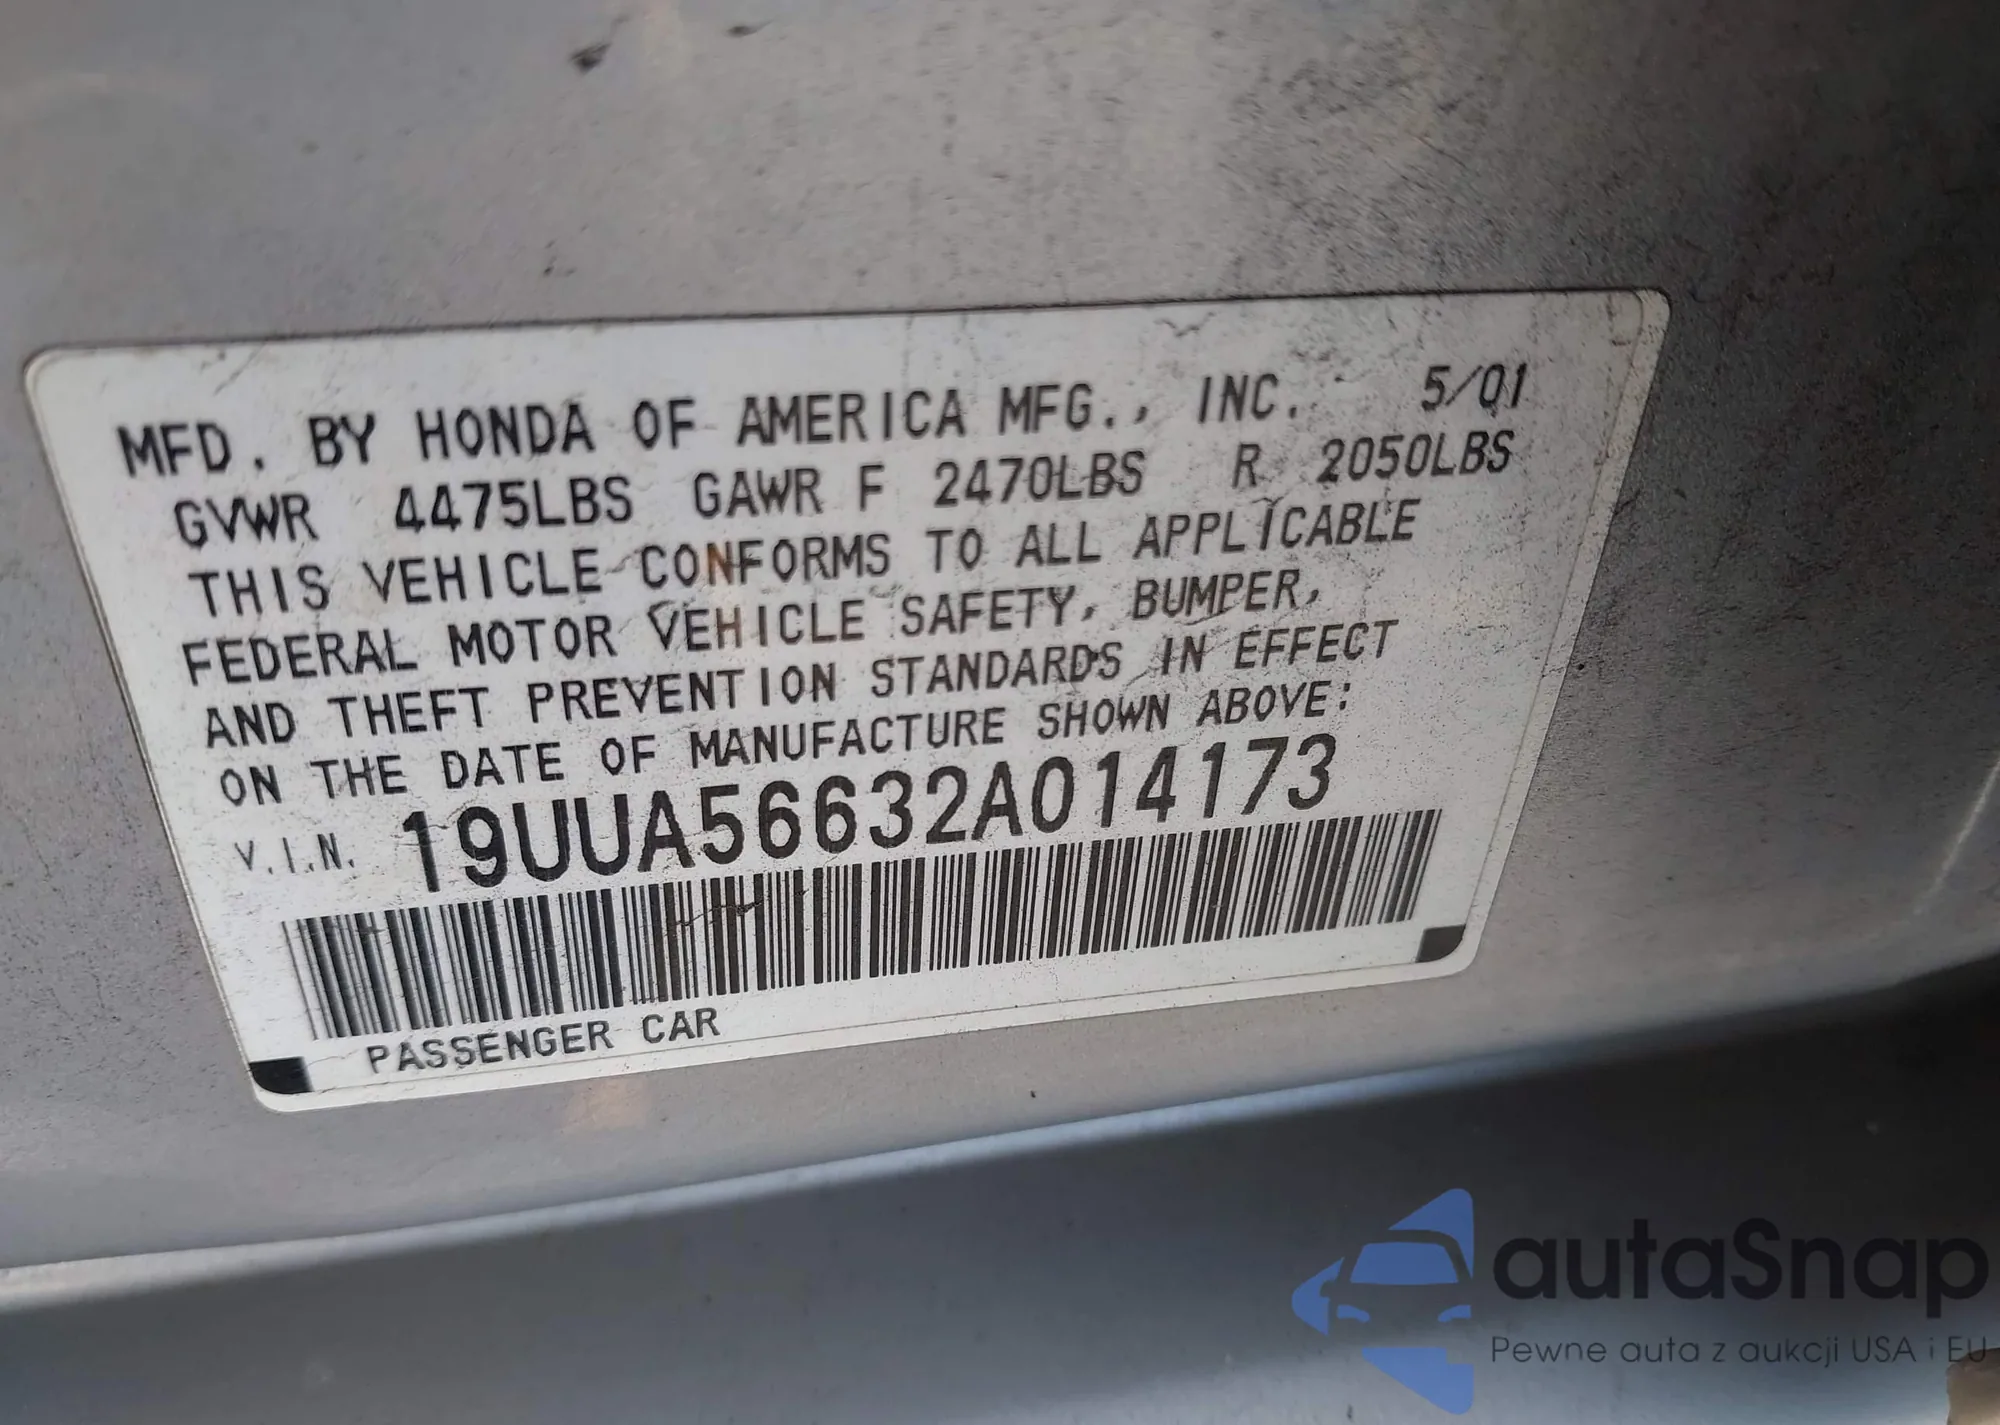 MFD. BY HONDA OF AMERICA MFG., INC. 5/01
GVWR 4475LBS GAWR F 2470LBS R 2050LBS
THIS VEHICLE CONFORMS TO ALL APPLICABLE
FEDERAL MOTOR VEHICLE SAFETY, BUMPER,
AND THEFT PREVENTION STANDARDS IN EFFECT
ON THE DATE OF MANUFACTURE SHOWN ABOVE:
V.I.N. 19UUA56632A014173
PASSENGER CAR
autaSnap
Pewne auta z aukcji USA i EU